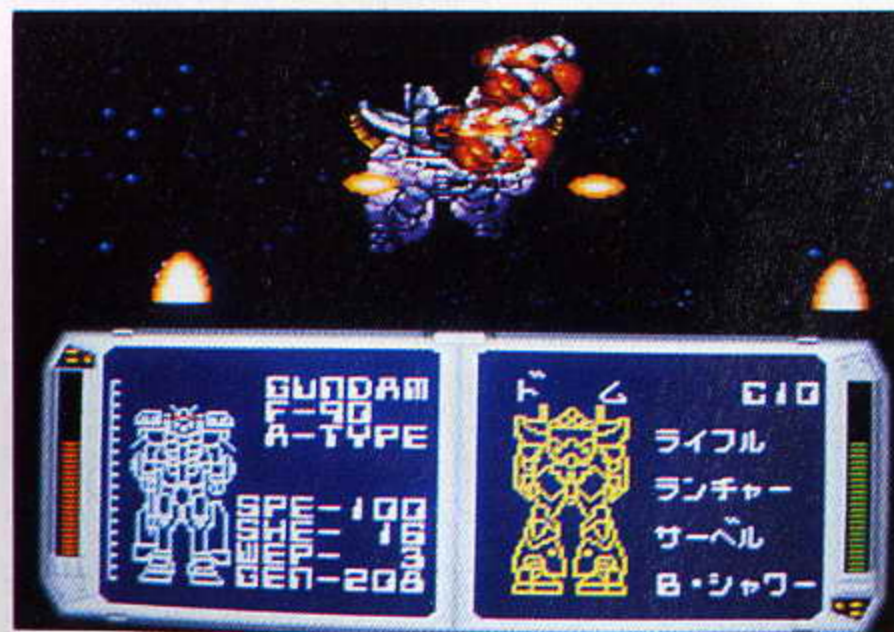 GUNDAM
F-90
A-TYPE
SPE-100
SHE- 16
WEP- 3
GEN-208
ドム C10
ライフル
ランチャー
サーベル
B・シャワー